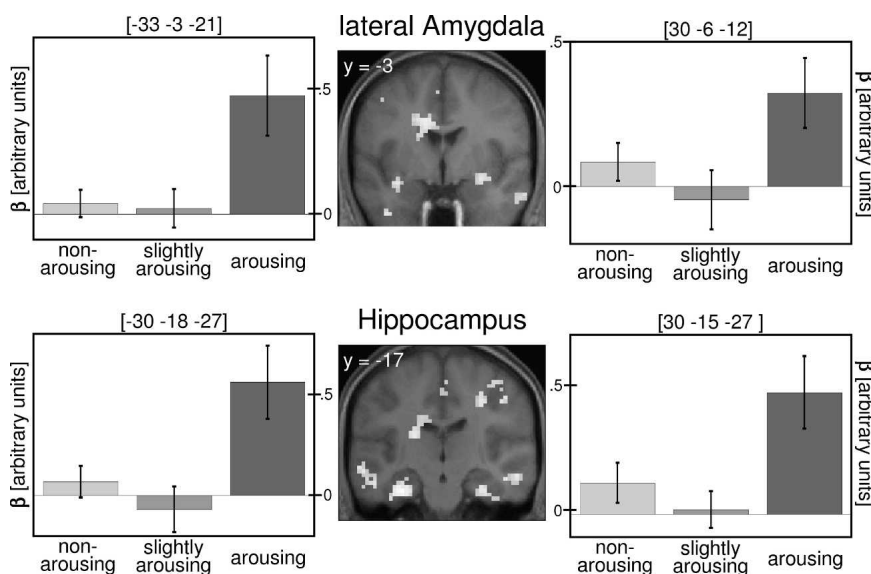 [-33 -3 -21]
lateral Amygdala
[30 -6 -12]
β [arbitrary units]
.5
0
non-
arousing
slightly
arousing
arousing
y = -3
.5
0
β [arbitrary units]
non-
arousing
slightly
arousing
arousing
[-30 -18 -27]
Hippocampus
[30 -15 -27 ]
β [arbitrary units]
.5
0
non-
arousing
slightly
arousing
arousing
y = -17
.5
0
β [arbitrary units]
non-
arousing
slightly
arousing
arousing